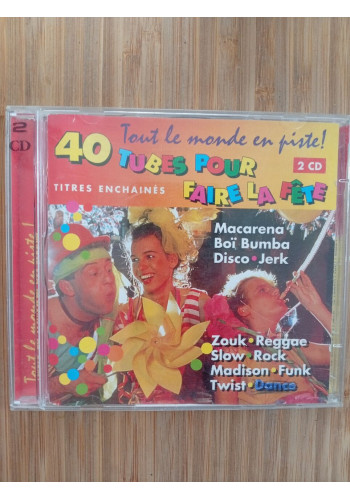 2
CD
Tout le monde en piste!
Tout le monde en piste!
40 TUBES POUR
2 CD
TITRES ENCHAINÉS
FAIRE LA FÊTE
Macarena
Boï Bumba
Disco • Jerk
Zouk • Reggae
Slow • Rock
Madison • Funk
Twist • Dance